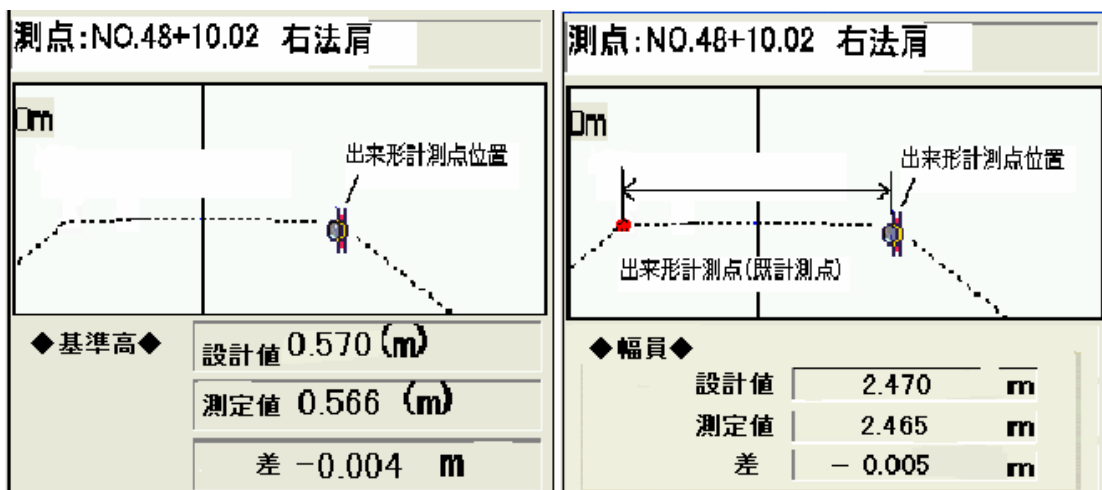 測点:NO.48+10.02 右法肩
0m
出来形計測点位置
◆基準高◆
設計値 0.570 (m)
測定値 0.566 (m)
差 -0.004 m
測点:NO.48+10.02 右法肩
0m
出来形計測点位置
出来形計測点(既計測点)
◆幅員◆
設計値 2.470 m
測定値 2.465 m
差 - 0.005 m